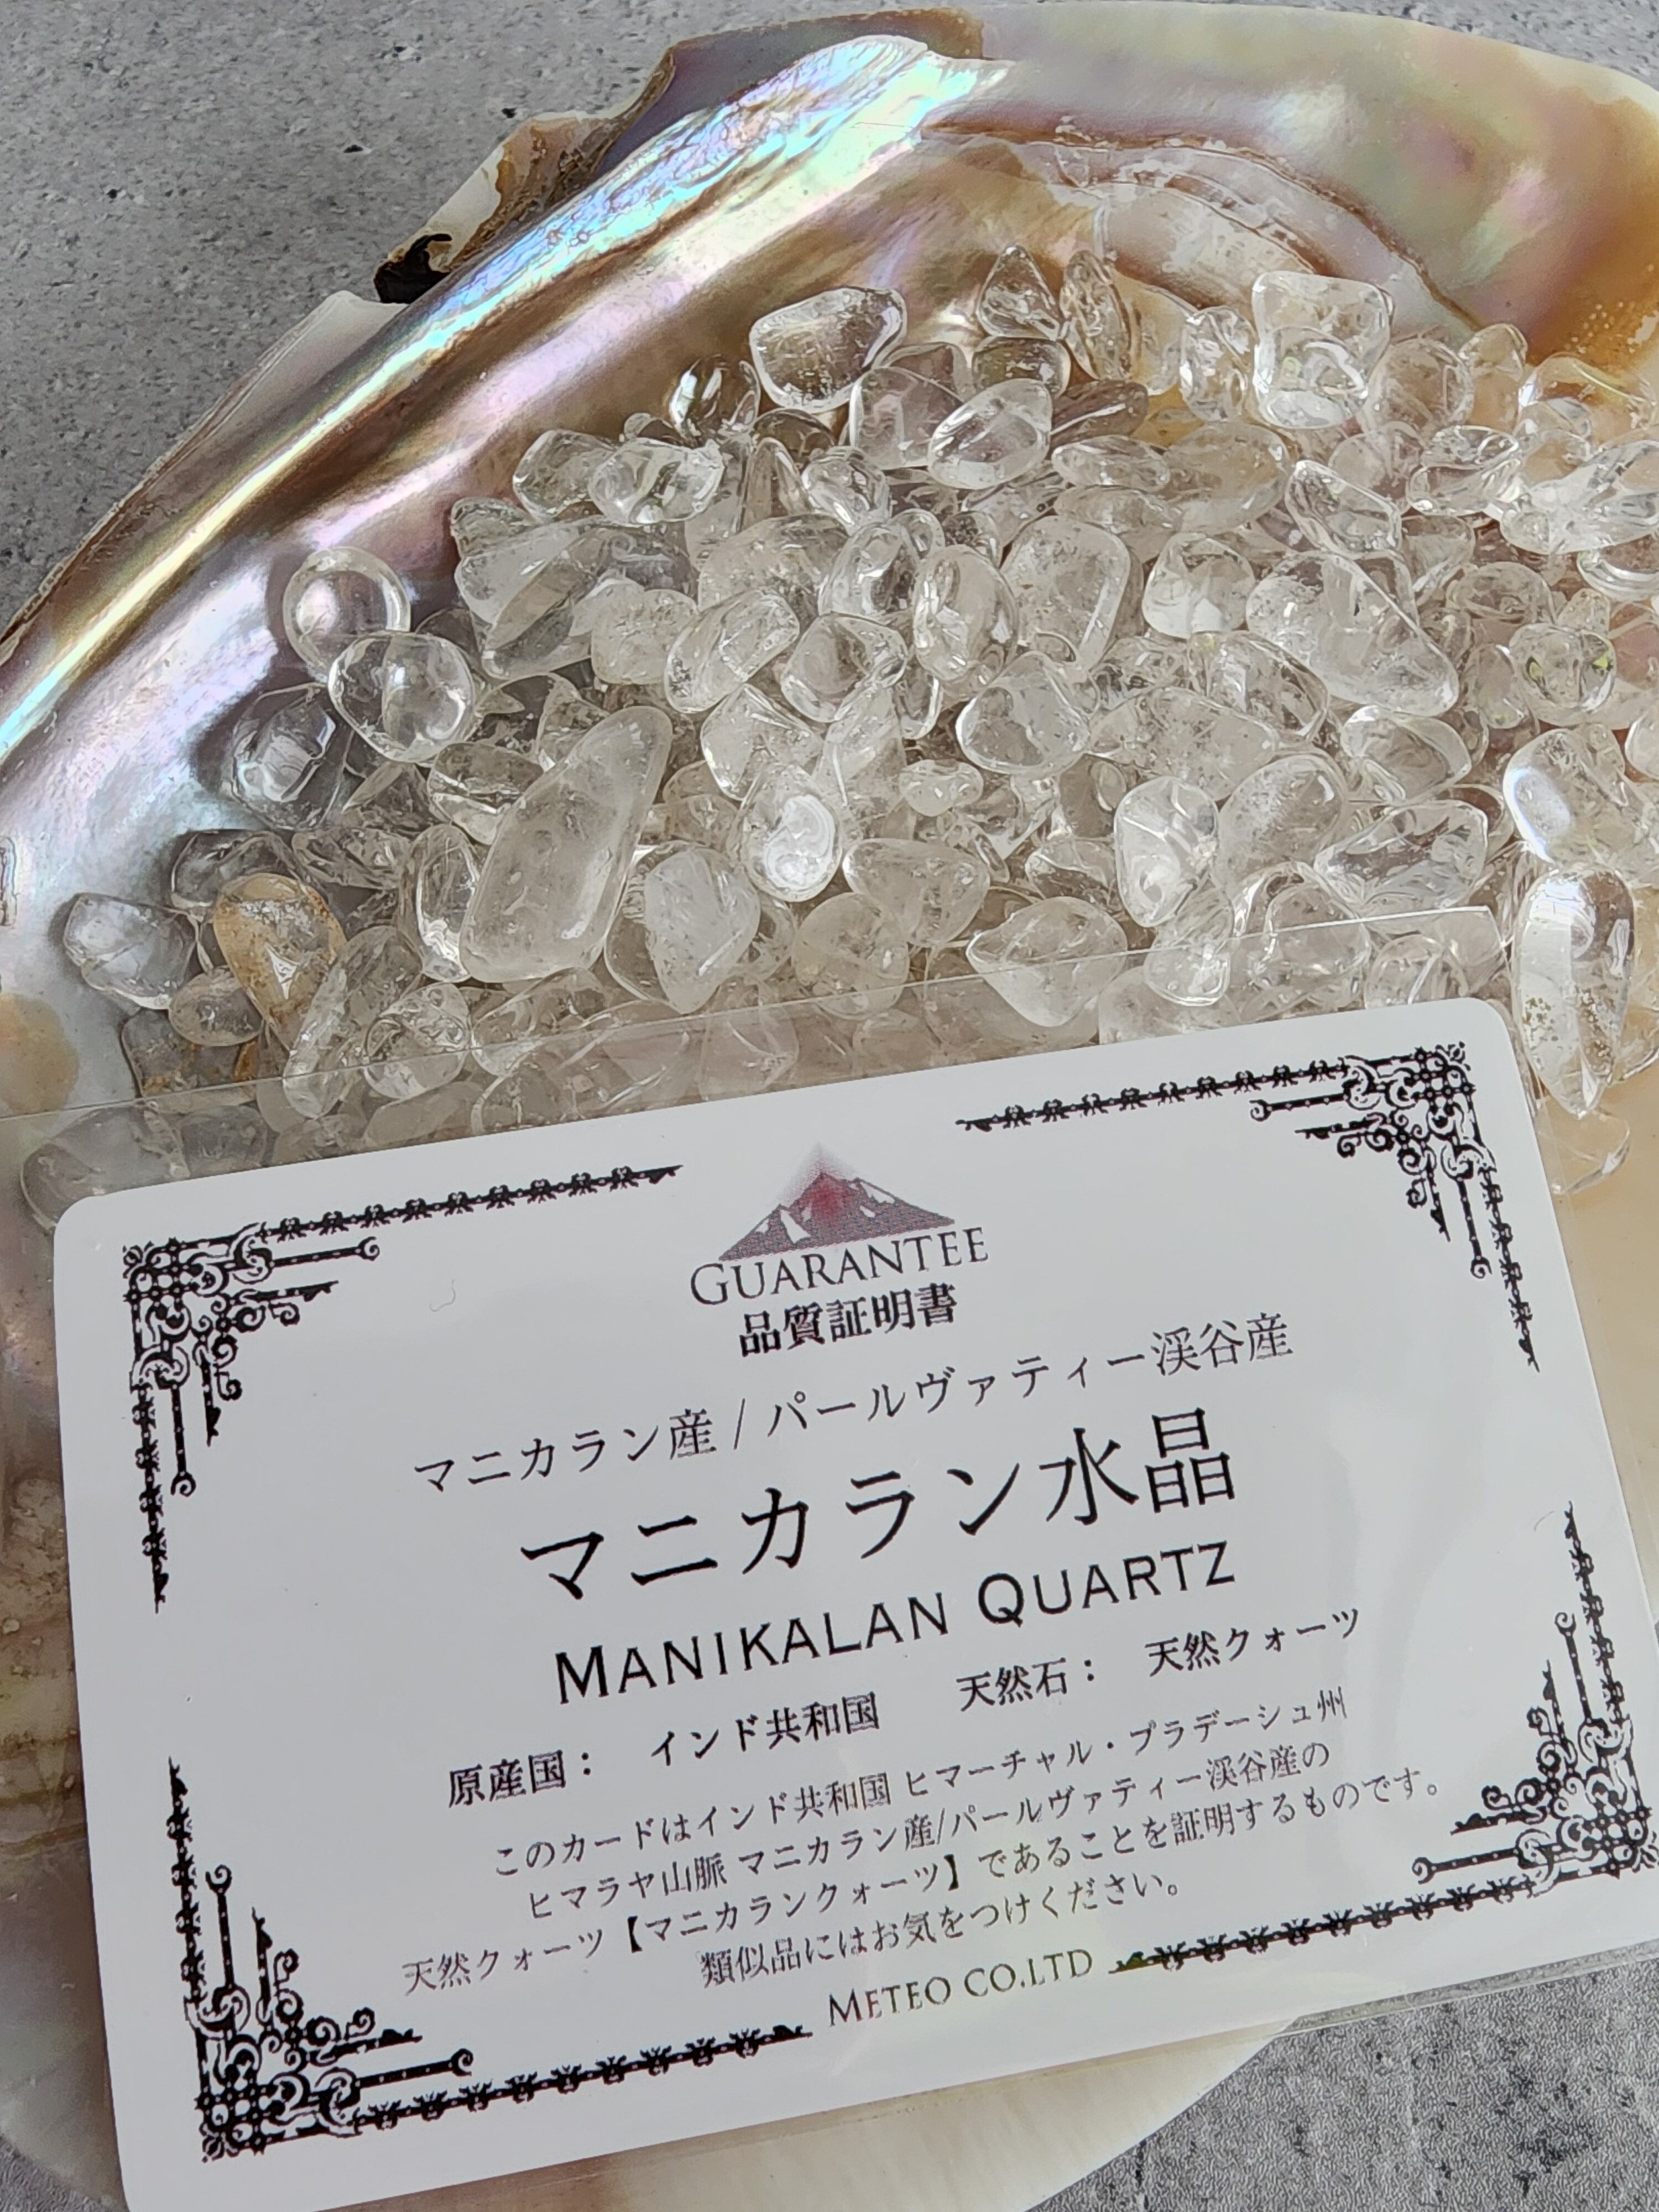 GUARANTEE
品質証明書
マニカラン産 / パールヴァティー渓谷産
マニカラン水晶
MANIKALAN QUARTZ
原産国： インド共和国 天然石： 天然クォーツ
このカードはインド共和国 ヒマーチャル・プラデーシュ州
ヒマラヤ山脈 マニカラン産/パールヴァティー渓谷産の
天然クォーツ【マニカランクォーツ】であることを証明するものです。
類似品にはお気をつけください。
METEO CO.LTD